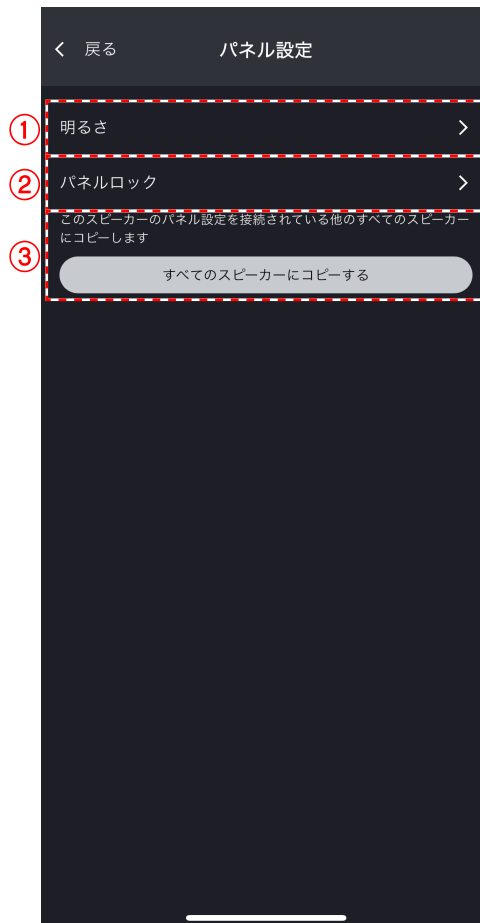 戻る パネル設定
① 明るさ
② パネルロック
③ このスピーカーのパネル設定を接続されている他のすべてのスピーカー
にコピーします
すべてのスピーカーにコピーする